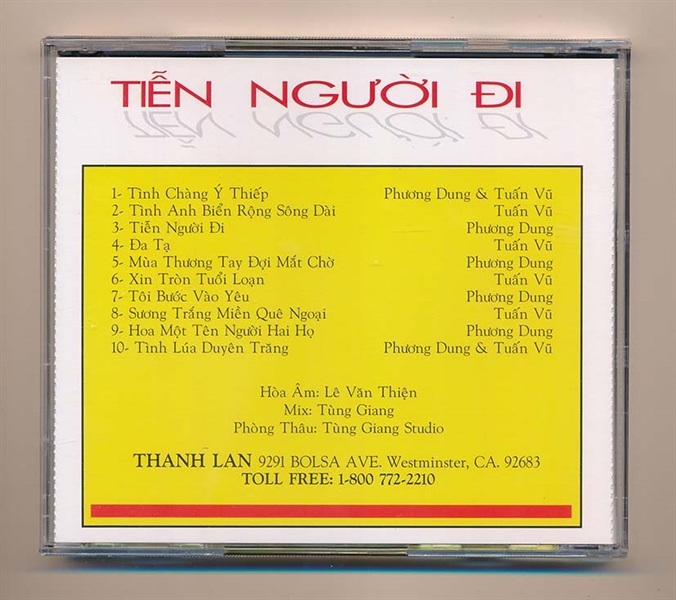 TIỄN NGƯỜI ĐI
TIỄN NGƯỜI ĐI
1- Tình Chàng Ý Thiếp Phương Dung & Tuấn Vũ
2- Tình Anh Biển Rộng Sông Dài Tuấn Vũ
3- Tiễn Người Đi Phương Dung
4- Đa Tạ Tuấn Vũ
5- Mùa Thương Tay Đợi Mắt Chờ Phương Dung
6- Xin Tròn Tuổi Loạn Tuấn Vũ
7- Tôi Bước Vào Yêu Phương Dung
8- Sương Trắng Miền Quê Ngoại Tuấn Vũ
9- Hoa Một Tên Người Hai Họ Phương Dung
10- Tình Lúa Duyên Trăng Phương Dung & Tuấn Vũ
Hòa Âm: Lê Văn Thiện
Mix: Tùng Giang
Phòng Thâu: Tùng Giang Studio
THANH LAN 9291 BOLSA AVE. Westminster, CA. 92683
TOLL FREE: 1-800 772-2210